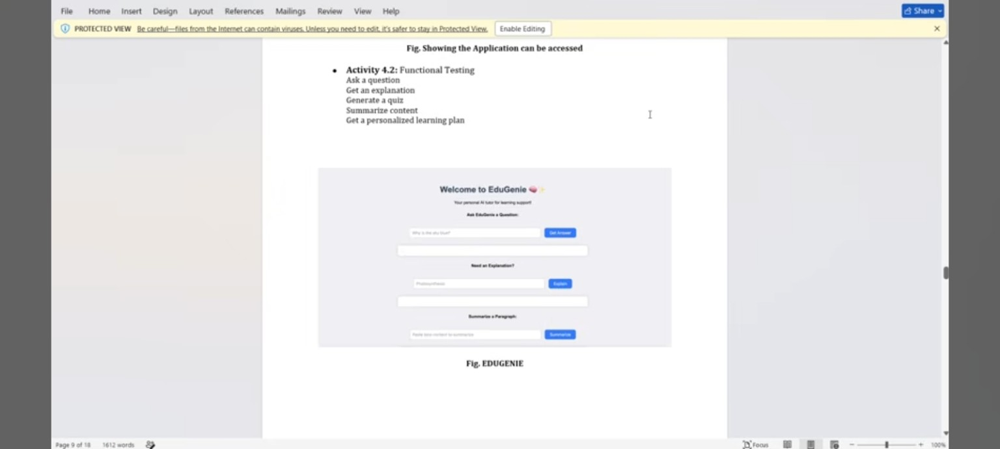 File Home Insert Design Layout References Mailings Review View Help Share
PROTECTED VIEW Be careful—files from the Internet can contain viruses. Unless you need to edit, it's safer to stay in Protected View. Enable Editing
Fig. Showing the Application can be accessed
• Activity 4.2: Functional Testing
Ask a question
Get an explanation
Generate a quiz
Summarize content
Get a personalized learning plan
Welcome to EduGenie 🧠✨
Your personal AI tutor for learning support!
Ask EduGenie a Question:
Why is the sky blue? Get Answer
Need an Explanation?
Photosynthesis Explain
Summarize a Paragraph:
Paste to summarize Summarize
Fig. EDUGENIE
Page 9 of 18 1612 words Focus 100%